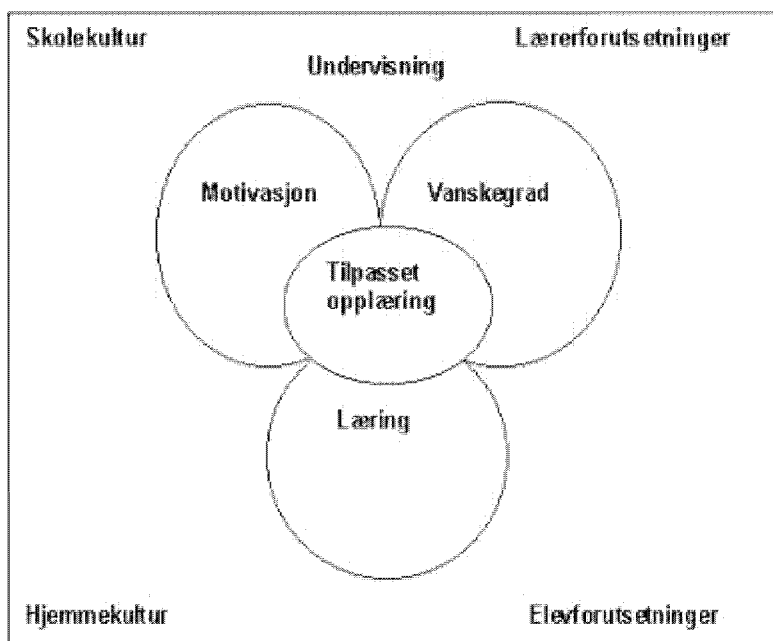 Skolekultur
Lærerforutsetninger
Undervisning
Motivasjon
Vanskegrad
Tilpasset
opplæring
Læring
Hjemmekultur
Elevforutsetninger